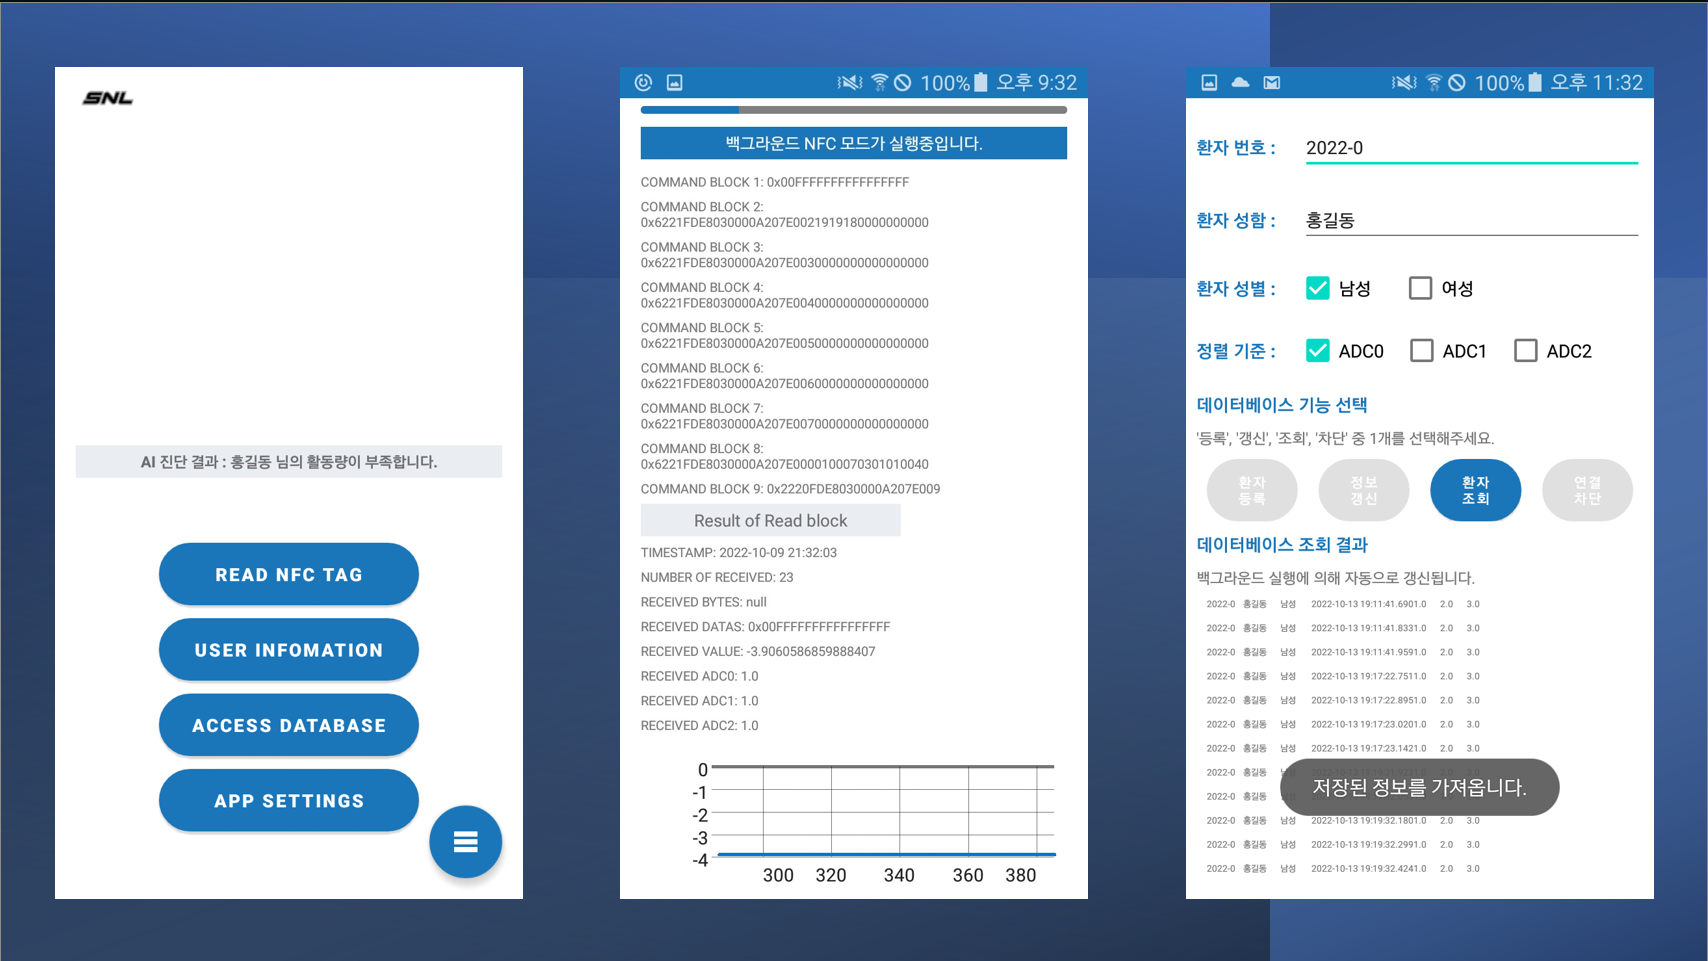 SNL
AI 진단 결과 : 홍길동 님의 활동량이 부족합니다.
READ NFC TAG
USER INFOMATION
ACCESS DATABASE
APP SETTINGS
100% 오후 9:32
백그라운드 NFC 모드가 실행중입니다.
COMMAND BLOCK 1: 0x00FFFFFFFFFFFFFFFF
COMMAND BLOCK 2:
0x6221FDE8030000A207E0021919180000000000
COMMAND BLOCK 3:
0x6221FDE8030000A207E0030000000000000000
COMMAND BLOCK 4:
0x6221FDE8030000A207E0040000000000000000
COMMAND BLOCK 5:
0x6221FDE8030000A207E0050000000000000000
COMMAND BLOCK 6:
0x6221FDE8030000A207E0060000000000000000
COMMAND BLOCK 7:
0x6221FDE8030000A207E0070000000000000000
COMMAND BLOCK 8:
0x6221FDE8030000A207E0000100070301010040
COMMAND BLOCK 9: 0x2220FDE8030000A207E009
Result of Read block
TIMESTAMP: 2022-10-09 21:32:03
NUMBER OF RECEIVED: 23
RECEIVED BYTES: null
RECEIVED DATAS: 0x00FFFFFFFFFFFFFFFF
RECEIVED VALUE: -3.9060586859888407
RECEIVED ADC0: 1.0
RECEIVED ADC1: 1.0
RECEIVED ADC2: 1.0
0
-1
-2
-3
-4
300 320 340 360 380
100% 오후 11:32
환자 번호 : 2022-0
환자 성함 : 홍길동
환자 성별 : 남성 여성
정렬 기준 : ADC0 ADC1 ADC2
데이터베이스 기능 선택
'등록', '갱신', '조회', '차단' 중 1개를 선택해주세요.
환자 등록 정보 갱신 환자 조회 연결 차단
데이터베이스 조회 결과
백그라운드 실행에 의해 자동으로 갱신됩니다.
2022-0 홍길동 남성 2022-10-13 19:11:41.6901.0 2.0 3.0
2022-0 홍길동 남성 2022-10-13 19:11:41.8331.0 2.0 3.0
2022-0 홍길동 남성 2022-10-13 19:11:41.9591.0 2.0 3.0
2022-0 홍길동 남성 2022-10-13 19:17:22.7511.0 2.0 3.0
2022-0 홍길동 남성 2022-10-13 19:17:22.8951.0 2.0 3.0
2022-0 홍길동 남성 2022-10-13 19:17:23.0201.0 2.0 3.0
2022-0 홍길동 남성 2022-10-13 19:17:23.1421.0 2.0 3.0
2022-0 홍길동
저장된 정보를 가져옵니다.
2022-0 홍길동
2022-0 홍길동 남성 2022-10-13 19:19:32.1801.0 2.0 3.0
2022-0 홍길동 남성 2022-10-13 19:19:32.2991.0 2.0 3.0
2022-0 홍길동 남성 2022-10-13 19:19:32.4241.0 2.0 3.0